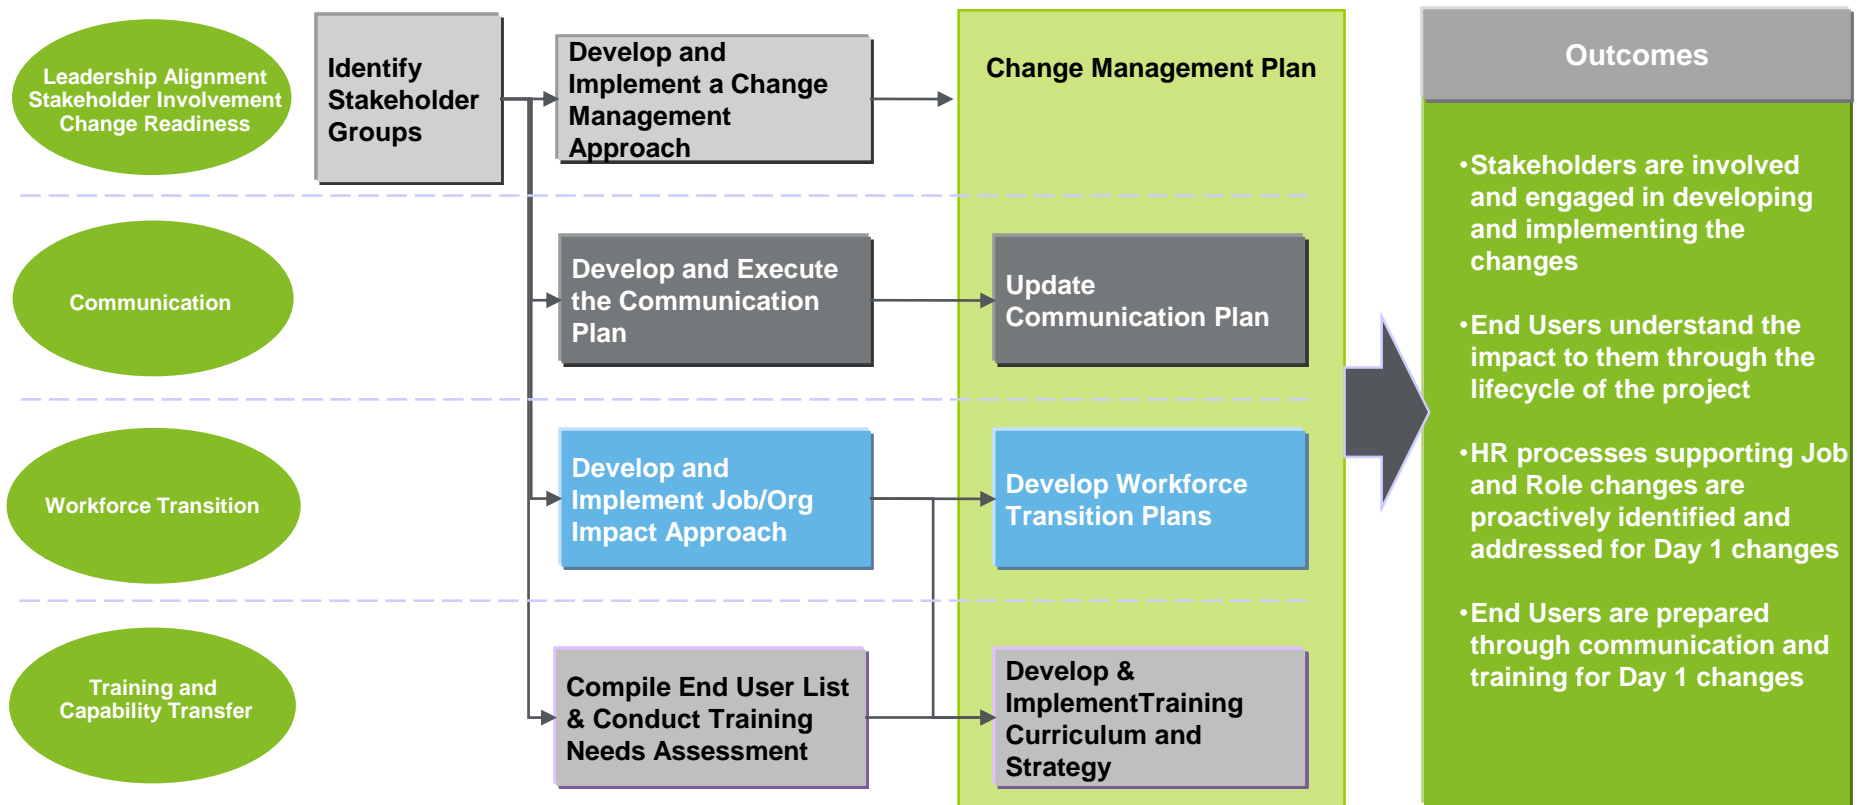 Leadership Alignment
Stakeholder Involvement
Change Readiness
Identify
Stakeholder
Groups
Develop and
Implement a Change
Management
Approach
Change Management Plan
Outcomes
Communication
Develop and Execute
the Communication
Plan
Update
Communication Plan
Workforce Transition
Develop and
Implement Job/Org
Impact Approach
Develop Workforce
Transition Plans
Training and
Capability Transfer
Compile End User List
& Conduct Training
Needs Assessment
Develop &
ImplementTraining
Curriculum and
Strategy
•Stakeholders are involved
and engaged in developing
and implementing the
changes
•End Users understand the
impact to them through the
lifecycle of the project
•HR processes supporting Job
and Role changes are
proactively identified and
addressed for Day 1 changes
•End Users are prepared
through communication and
training for Day 1 changes